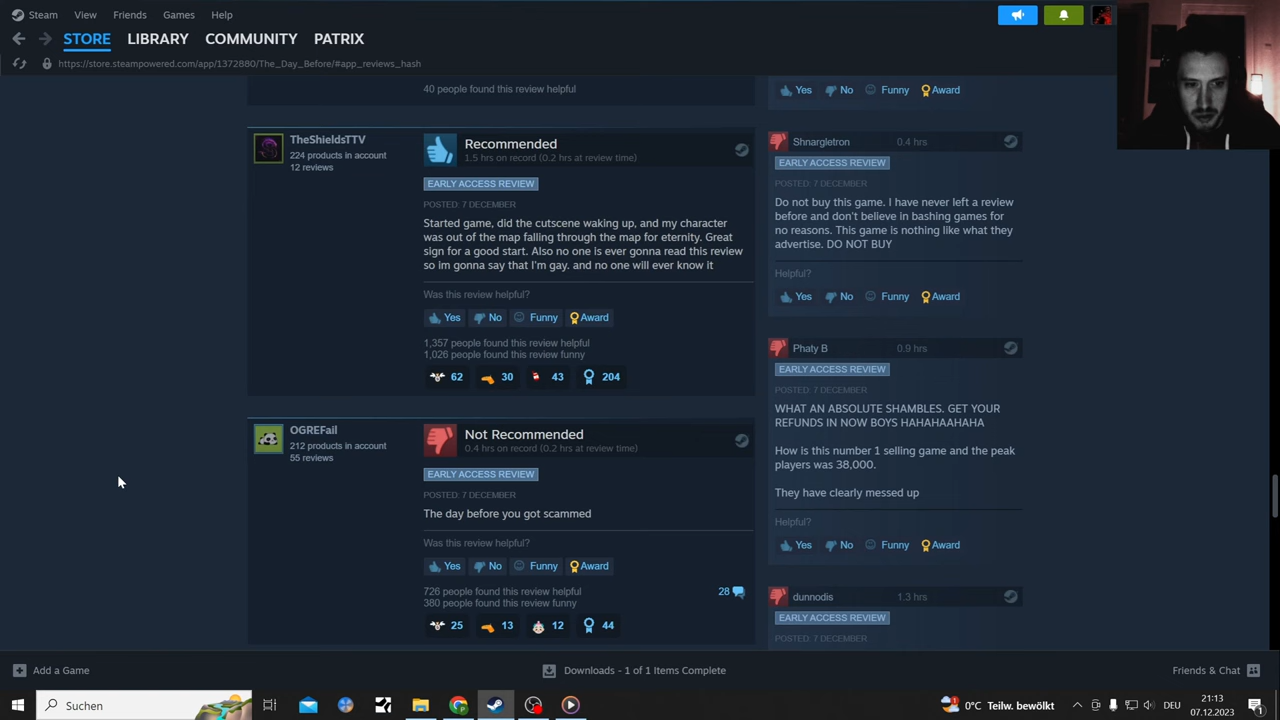 Steam View Friends Games Help
STORE LIBRARY COMMUNITY PATRIX
https://store.steampowered.com/app/1372880/The_Day_Before/#app_reviews_hash
40 people found this review helpful
TheShieldsTTV
224 products in account
12 reviews
Recommended
1.5 hrs on record (0.2 hrs at review time)
EARLY ACCESS REVIEW
POSTED: 7 DECEMBER
Started game, did the cutscene waking up, and my character
was out of the map falling through the map for eternity. Great
sign for a good start. Also no one is ever gonna read this review
so im gonna say that I'm gay. and no one will ever know it
Was this review helpful?
Yes No Funny Award
1,357 people found this review helpful
1,026 people found this review funny
62 30 43 204
OGREFail
212 products in account
55 reviews
Not Recommended
0.4 hrs on record (0.2 hrs at review time)
EARLY ACCESS REVIEW
POSTED: 7 DECEMBER
The day before you got scammed
Was this review helpful?
Yes No Funny Award
726 people found this review helpful
380 people found this review funny
28
25 13 12 44
Yes No Funny Award
Shnargletron 0.4 hrs
EARLY ACCESS REVIEW
POSTED: 7 DECEMBER
Do not buy this game. I have never left a review
before and don't believe in bashing games for
no reasons. This game is nothing like what they
advertise. DO NOT BUY
Helpful?
Yes No Funny Award
Phaty B 0.9 hrs
EARLY ACCESS REVIEW
POSTED: 7 DECEMBER
WHAT AN ABSOLUTE SHAMBLES. GET YOUR
REFUNDS IN NOW BOYS HAHAHAAHAHA
How is this number 1 selling game and the peak
players was 38,000.
They have clearly messed up
Helpful?
Yes No Funny Award
dunnodis 1.3 hrs
EARLY ACCESS REVIEW
POSTED: 7 DECEMBER
Add a Game Downloads - 1 of 1 Items Complete Friends & Chat
Suchen 1 0°C Teilw. bewölkt DEU 21:13
07.12.2023 1